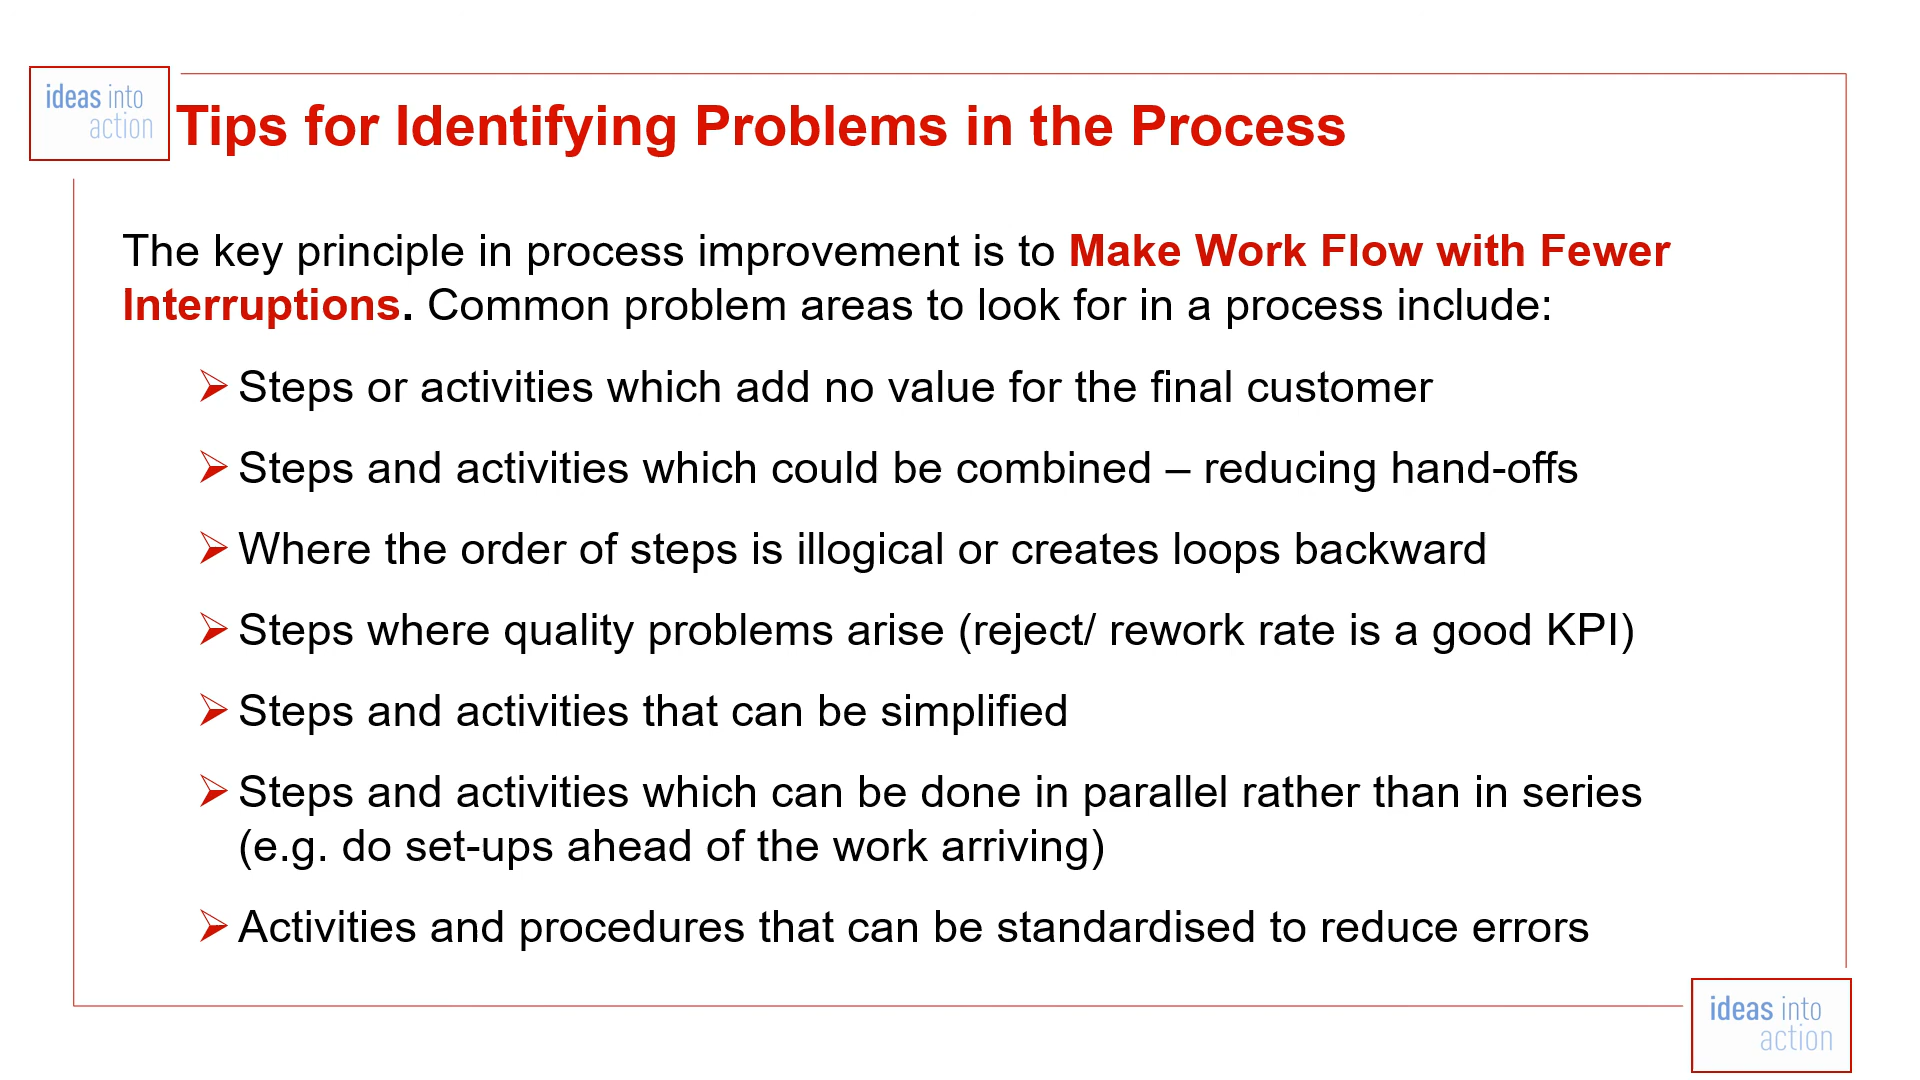 ideas into
action
Tips for Identifying Problems in the Process
The key principle in process improvement is to Make Work Flow with Fewer
Interruptions. Common problem areas to look for in a process include:
➢ Steps or activities which add no value for the final customer
➢ Steps and activities which could be combined – reducing hand-offs
➢ Where the order of steps is illogical or creates loops backward
➢ Steps where quality problems arise (reject/ rework rate is a good KPI)
➢ Steps and activities that can be simplified
➢ Steps and activities which can be done in parallel rather than in series
(e.g. do set-ups ahead of the work arriving)
➢ Activities and procedures that can be standardised to reduce errors
ideas into
action